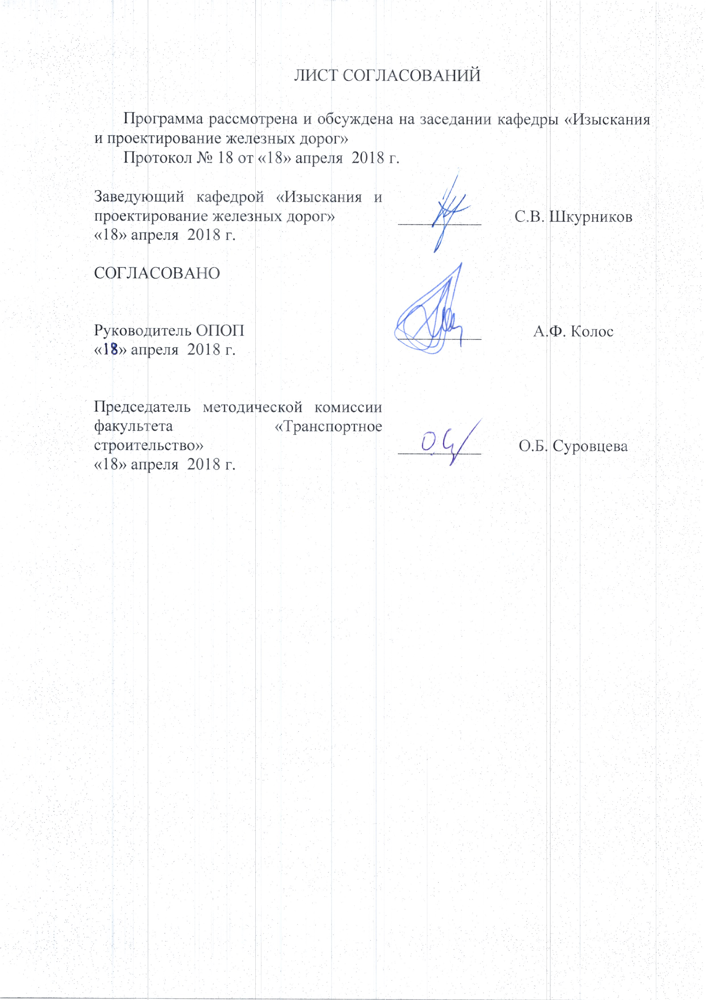 ЛИСТ СОГЛАСОВАНИЙ
Программа рассмотрена и обсуждена на заседании кафедры «Изыскания
и проектирование железных дорог»
Протокол № 18 от «18» апреля 2018 г.
Заведующий кафедрой «Изыскания и
проектирование железных дорог» С.В. Шкурников
«18» апреля 2018 г.
СОГЛАСОВАНО
Руководитель ОПОП А.Ф. Колос
«18» апреля 2018 г.
Председатель методической комиссии
факультета «Транспортное
строительство» О.Б. Суровцева
«18» апреля 2018 г.